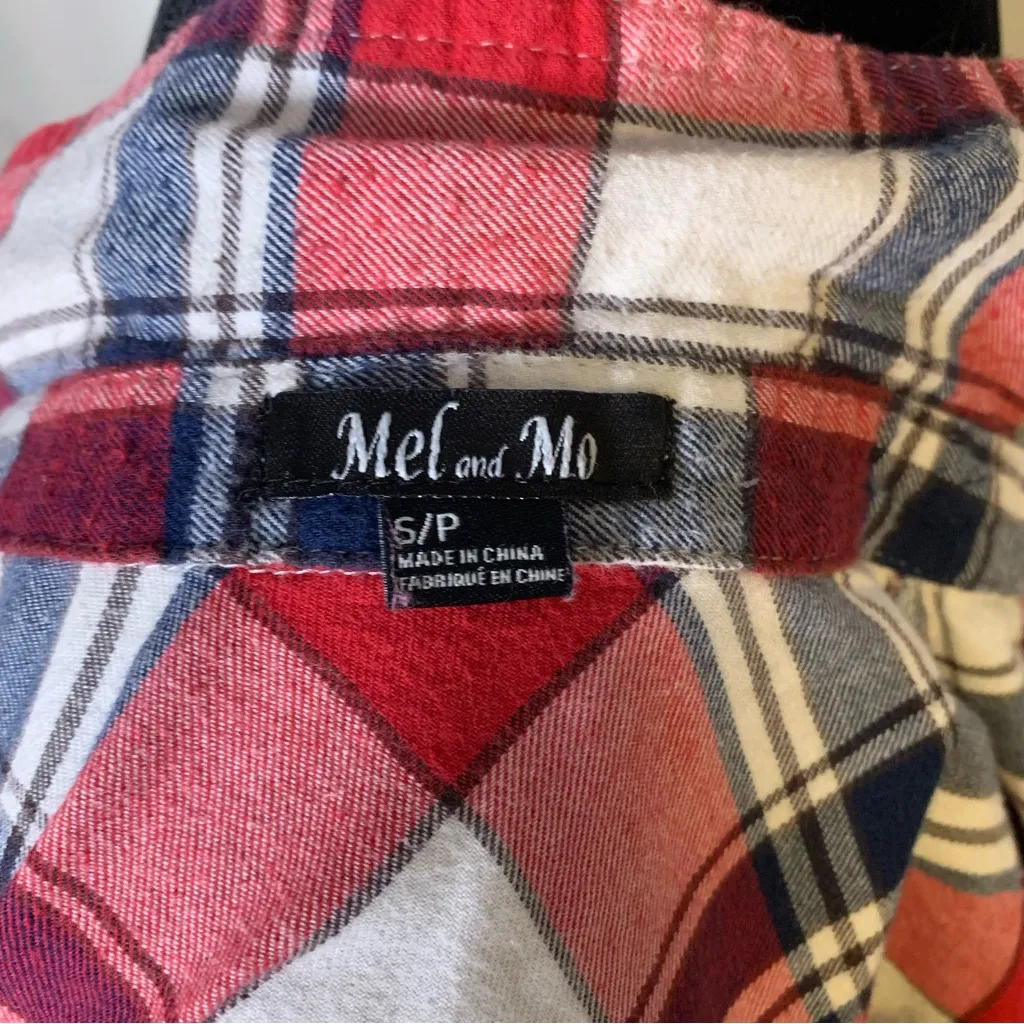 Mel and Mo
S/P
MADE IN CHINA
FABRIQUÉ EN CHINE